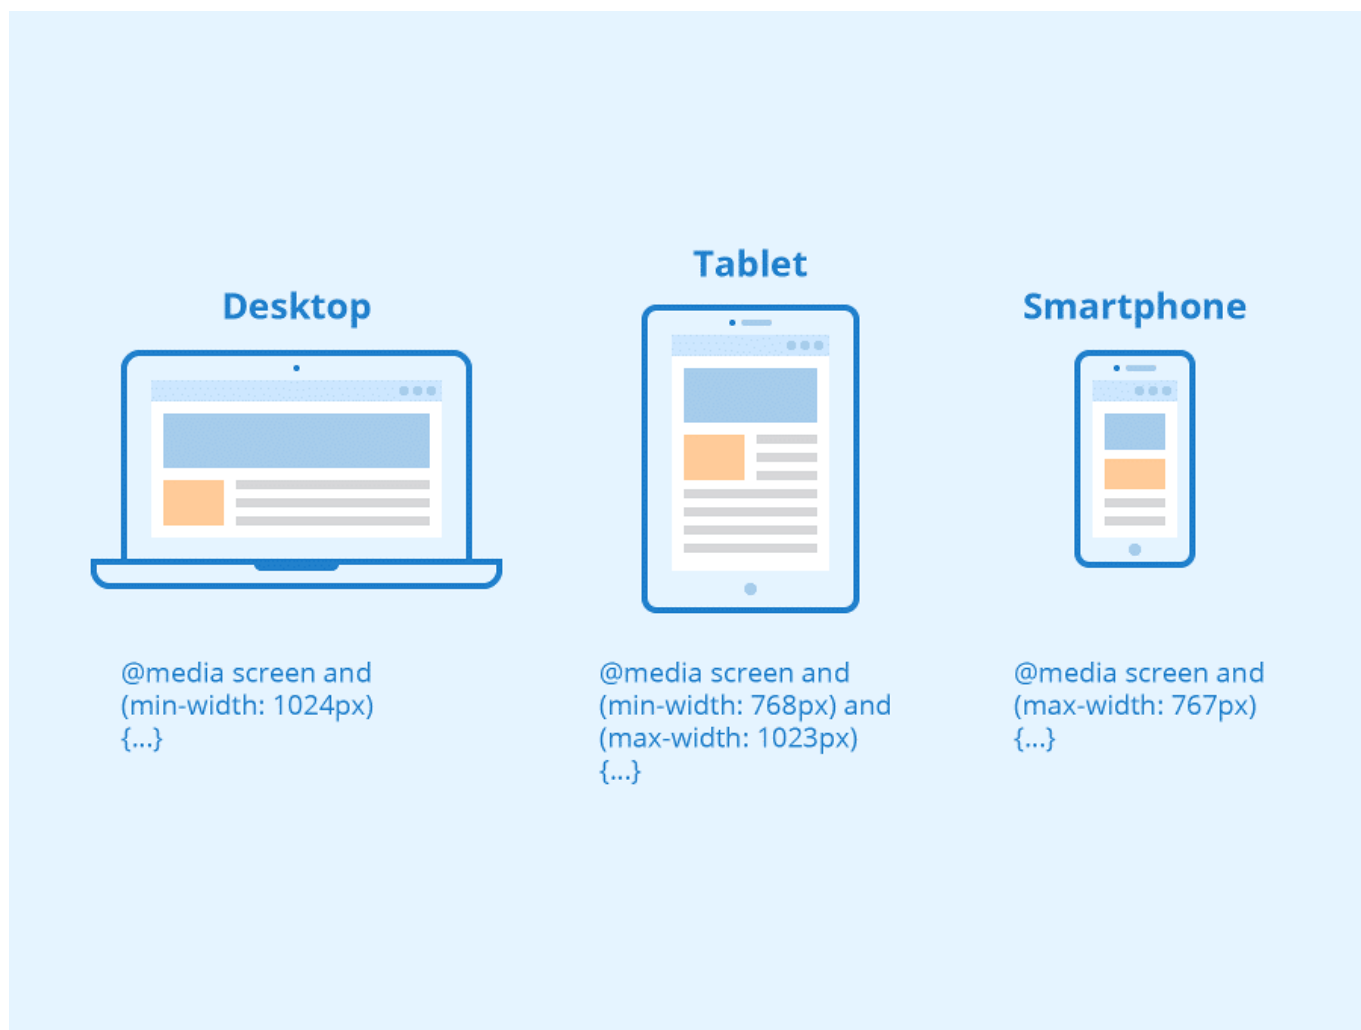 Desktop
@media screen and
(min-width: 1024px)
{...}
Tablet
@media screen and
(min-width: 768px) and
(max-width: 1023px)
{...}
Smartphone
@media screen and
(max-width: 767px)
{...}